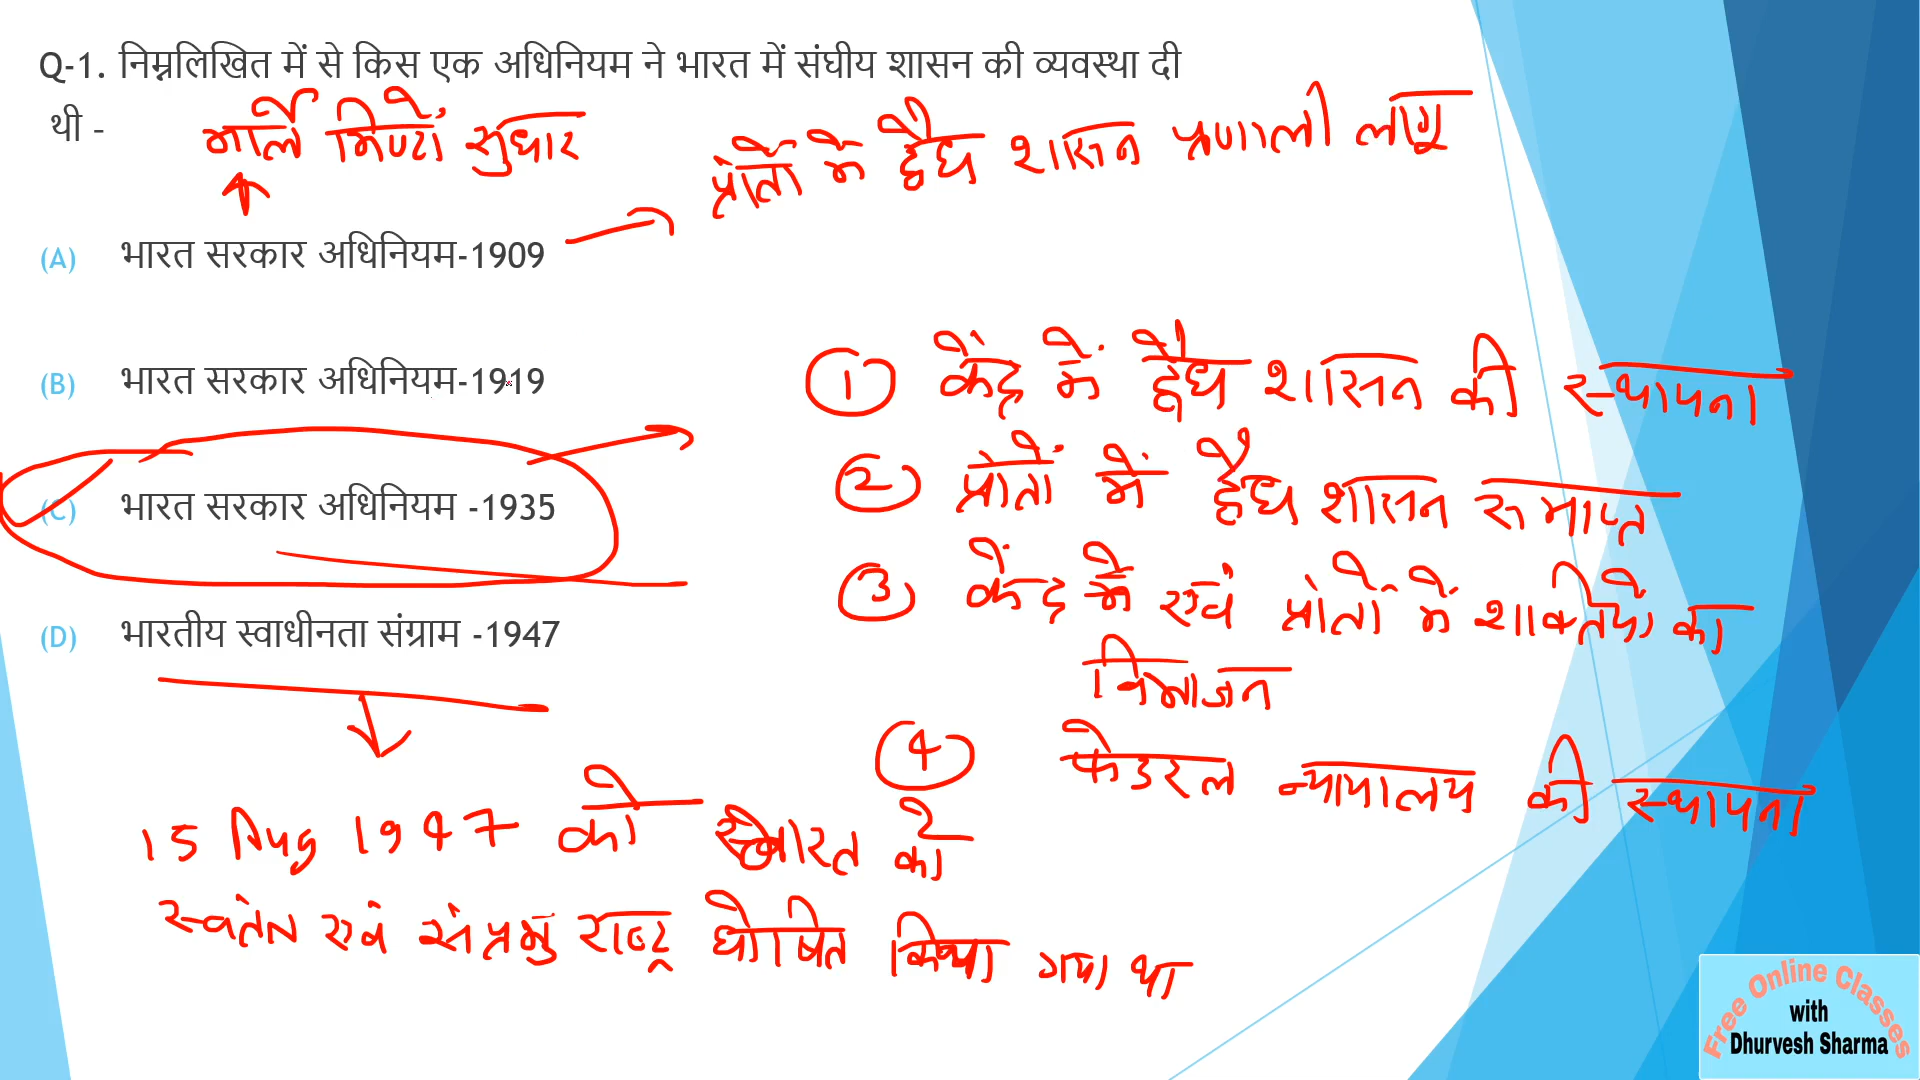 Q-1. निम्नलिखित में से किस एक अधिनियम ने भारत में संघीय शासन की व्यवस्था दी
थी -
मार्ले मिण्टों सुधार
प्रांतों में द्वैध शासन प्रणाली लागू
(A) भारत सरकार अधिनियम-1909
(B) भारत सरकार अधिनियम-1919
(C) भारत सरकार अधिनियम -1935
(D) भारतीय स्वाधीनता संग्राम -1947
1 केंद्र में द्वैध शासन की स्थापना
2 प्रांतों में द्वैध शासन समाप्त
3 केंद्र में एवं प्रांतों में शक्तियों का
विभाजन
4 फेडरल न्यायालय की स्थापना
15 Aug 1947 को भारत को
स्वतंत्र एवं संप्रभु राष्ट्र घोषित किया गया था
Free Online Classes
with
Dhurvesh Sharma